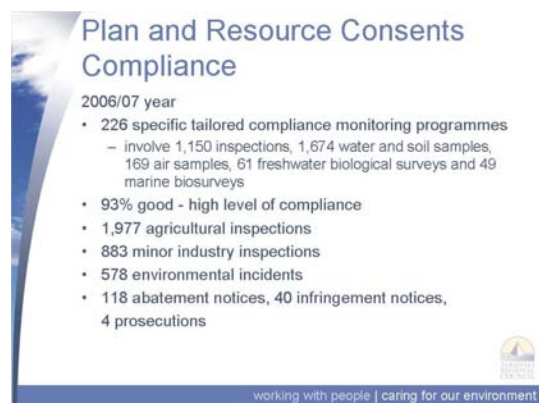 Plan and Resource Consents
Compliance
2006/07 year
• 226 specific tailored compliance monitoring programmes
– involve 1,150 inspections, 1,674 water and soil samples,
169 air samples, 61 freshwater biological surveys and 49
marine biosurveys
• 93% good - high level of compliance
• 1,977 agricultural inspections
• 883 minor industry inspections
• 578 environmental incidents
• 118 abatement notices, 40 infringement notices,
4 prosecutions
REGIONAL
COUNCIL
working with people | caring for our environment